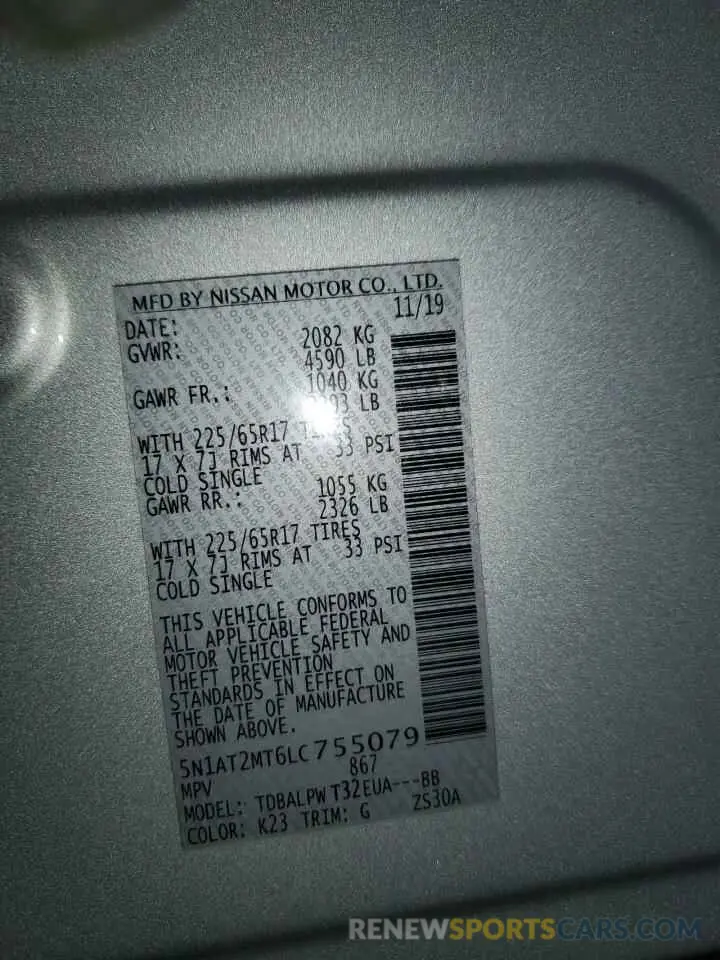 MFD BY NISSAN MOTOR CO., LTD.
DATE: 11/19
GVWR: 2082 KG
4590 LB
GAWR FR.: 1040 KG
LB
WITH 225/65R17 TIRES
17 X 7J RIMS AT 33 PSI
COLD SINGLE
GAWR RR.: 1055 KG
2326 LB
WITH 225/65R17 TIRES
17 X 7J RIMS AT 33 PSI
COLD SINGLE
THIS VEHICLE CONFORMS TO
ALL APPLICABLE FEDERAL
MOTOR VEHICLE SAFETY AND
THEFT PREVENTION
STANDARDS IN EFFECT ON
THE DATE OF MANUFACTURE
SHOWN ABOVE.
5N1AT2MT6LC755079
MPV 867
MODEL: TDBALPW T32EUA---BB
COLOR: K23 TRIM: G ZS30A
RENEWSPORTSCARS.COM